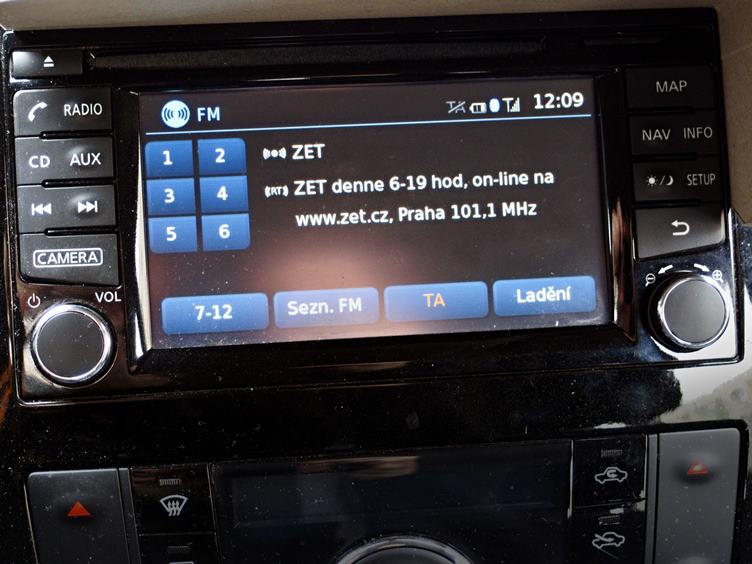 RADIO
CD AUX
CAMERA
VOL
FM
12:09
1 2
3 4
5 6
ZET
(RT) ZET denne 6-19 hod, on-line na
www.zet.cz, Praha 101,1 MHz
7-12 Sezn. FM TA Ladění
MAP
NAV INFO
SETUP